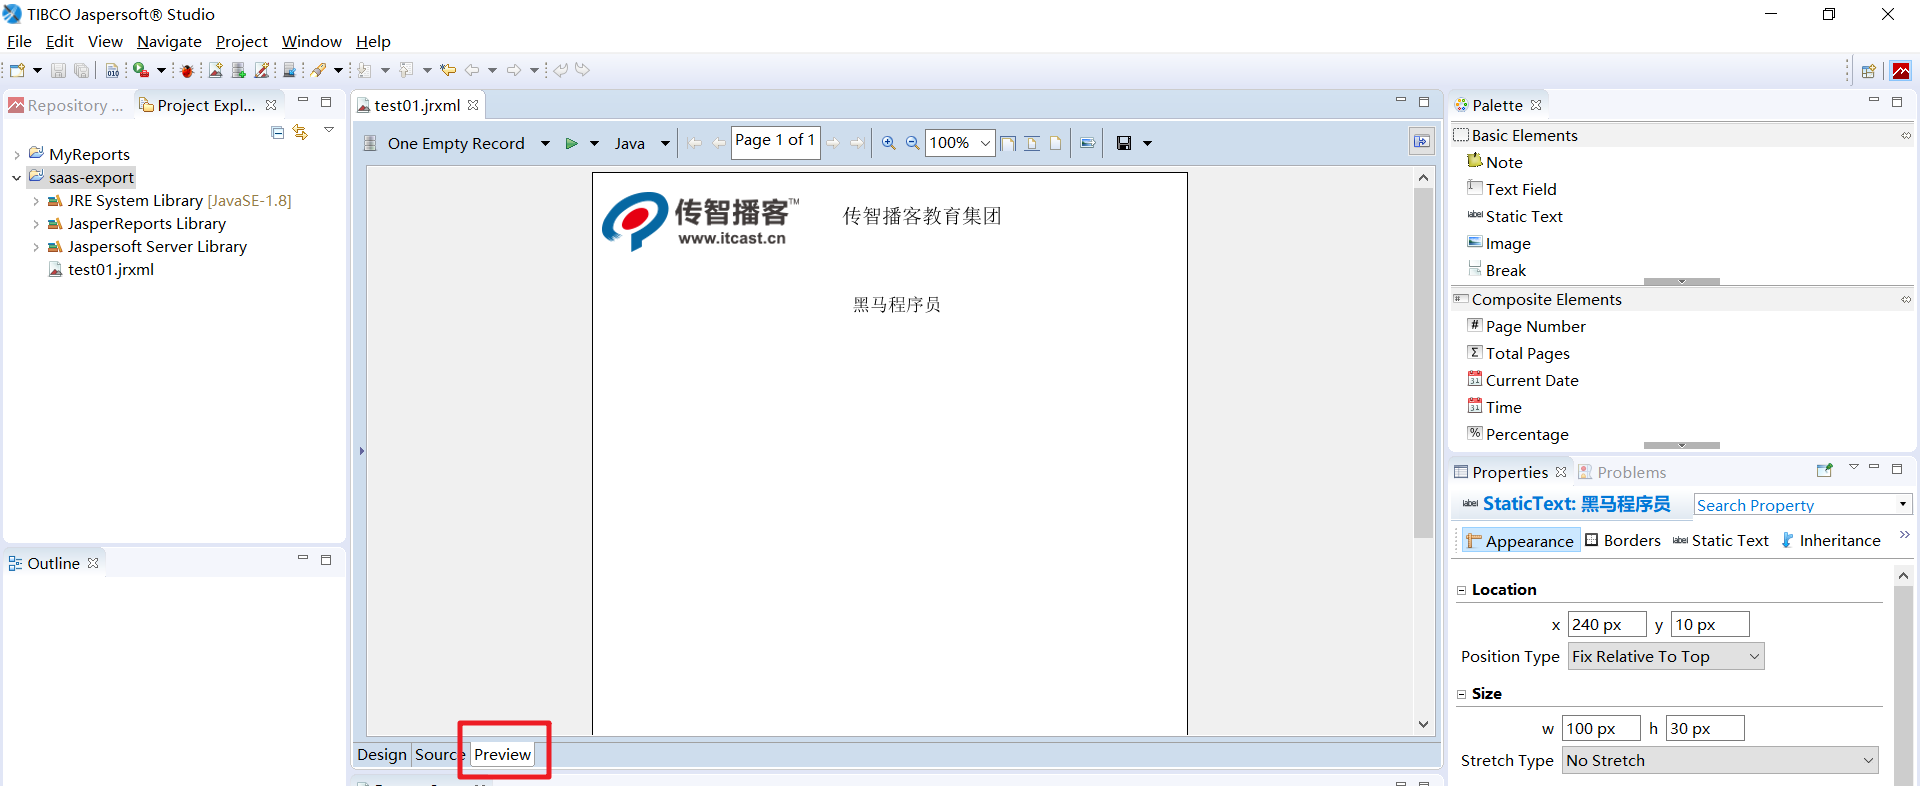 TIBCO Jaspersoft® Studio
File Edit View Navigate Project Window Help
Repository ...
Project Expl...
MyReports
saas-export
JRE System Library [JavaSE-1.8]
JasperReports Library
Jaspersoft Server Library
test01.jrxml
Outline
test01.jrxml
One Empty Record
Java
Page 1 of 1
100%
传智播客™
www.itcast.cn
传智播客教育集团
黑马程序员
Design Source Preview
Palette
Basic Elements
Note
Text Field
Static Text
Image
Break
Composite Elements
Page Number
Total Pages
Current Date
Time
Percentage
Properties
Problems
StaticText: 黑马程序员
Search Property
Appearance Borders Static Text Inheritance
Location
x 240 px y 10 px
Position Type Fix Relative To Top
Size
w 100 px h 30 px
Stretch Type No Stretch